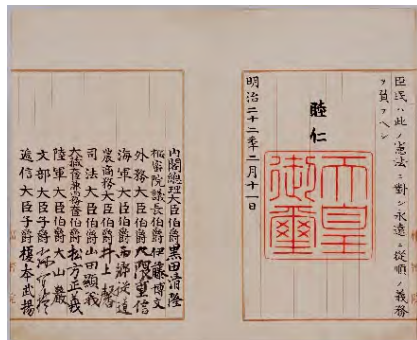 臣民ハ此ノ憲法ニ對シ永遠ニ從順ノ義務
ヲ負フヘシ
睦仁
天皇
御璽
明治二十二年二月十一日
內閣總理大臣伯爵黑田清隆
樞密院議長伯爵伊藤博文
外務大臣伯爵大隈重信
海軍大臣伯爵西鄉從道
農商務大臣伯爵井上馨
司法大臣伯爵山田顯義
大藏大臣兼內務大臣伯爵松方正義
陸軍大臣伯爵大山巖
文部大臣子爵森有禮
遞信大臣子爵榎本武揚